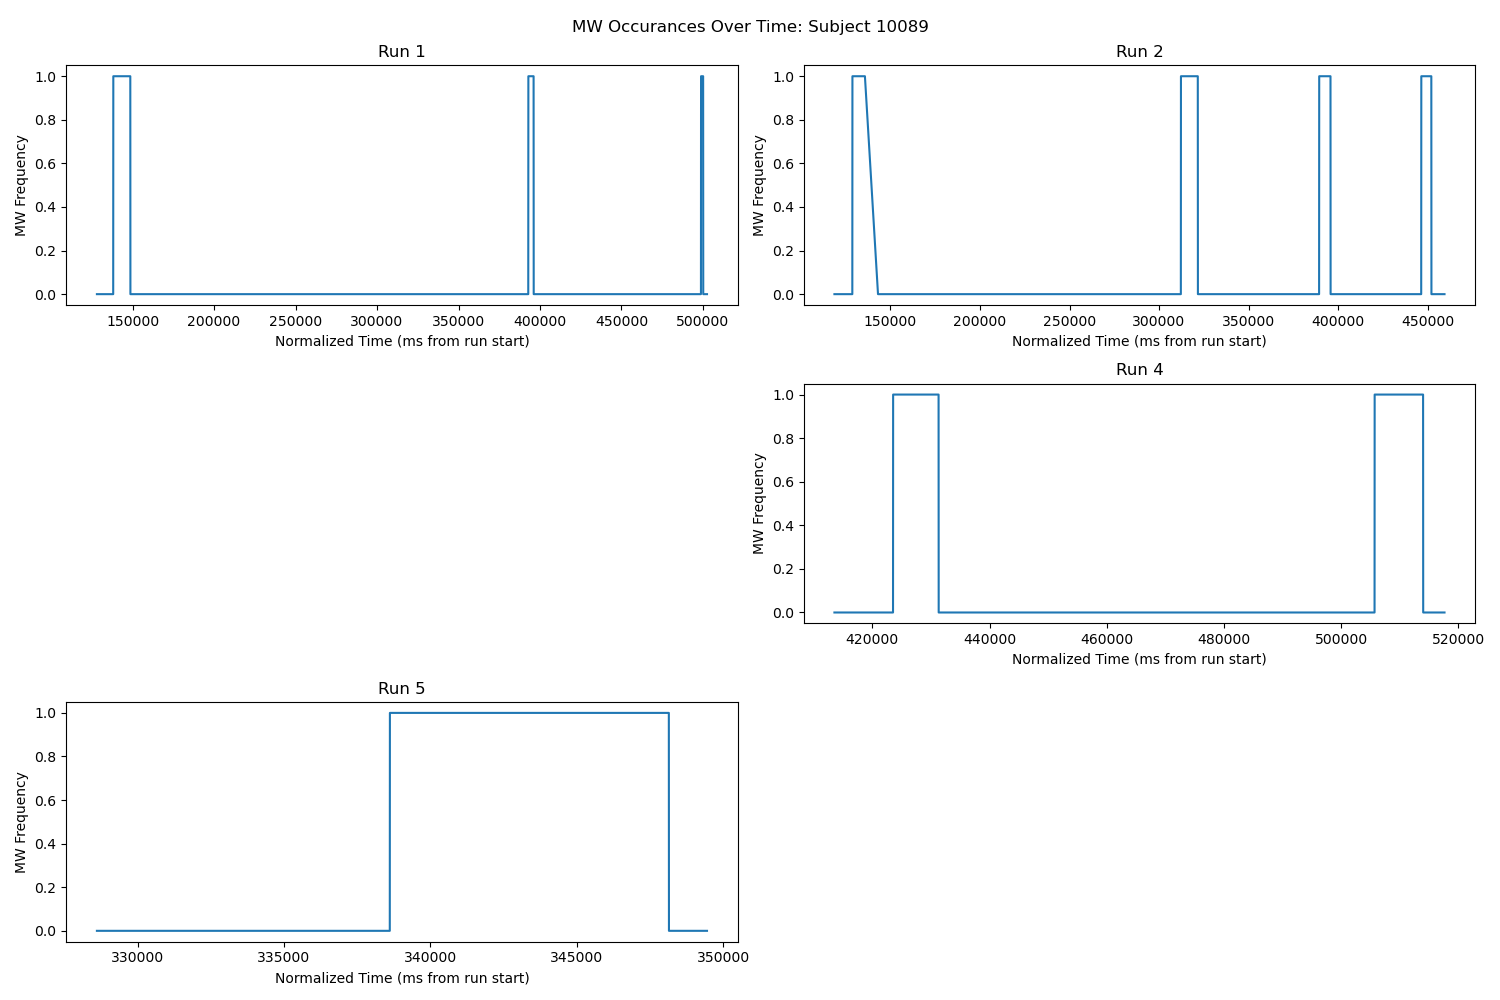 MW Occurances Over Time: Subject 10089
Run 1
1.0
0.8
0.6
0.4
0.2
0.0
MW Frequency
150000 200000 250000 300000 350000 400000 450000 500000
Normalized Time (ms from run start)
Run 2
1.0
0.8
0.6
0.4
0.2
0.0
MW Frequency
150000 200000 250000 300000 350000 400000 450000
Normalized Time (ms from run start)
Run 4
1.0
0.8
0.6
0.4
0.2
0.0
MW Frequency
420000 440000 460000 480000 500000 520000
Normalized Time (ms from run start)
Run 5
1.0
0.8
0.6
0.4
0.2
0.0
MW Frequency
330000 335000 340000 345000 350000
Normalized Time (ms from run start)